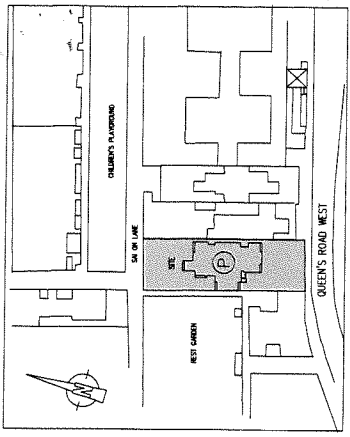 CHILDREN'S PLAYGROUND
SAI ON LANE
SITE
P
REST GARDEN
QUEEN'S ROAD WEST
N